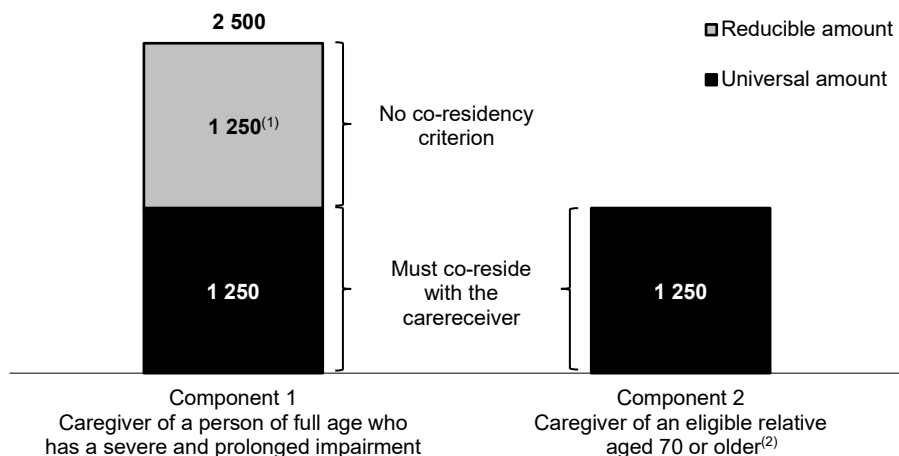 2 500
Reducible amount
Universal amount
1 250(1)
No co-residency
criterion
1 250
Must co-reside
with the
carereceiver
1 250
Component 1
Caregiver of a person of full age who
has a severe and prolonged impairment
Component 2
Caregiver of an eligible relative
aged 70 or older(2)